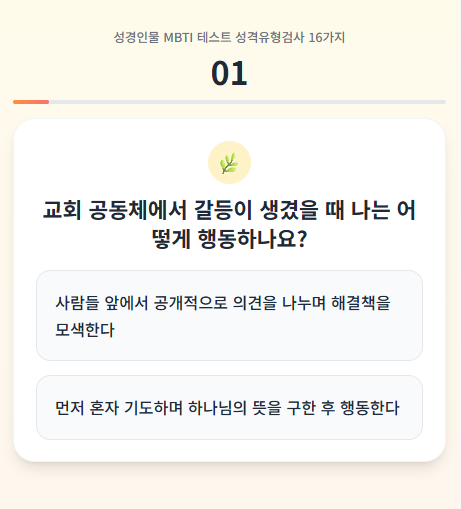 성경인물 MBTI 테스트 성격유형검사 16가지
01
교회 공동체에서 갈등이 생겼을 때 나는 어
떻게 행동하나요?
사람들 앞에서 공개적으로 의견을 나누며 해결책을
모색한다
먼저 혼자 기도하며 하나님의 뜻을 구한 후 행동한다